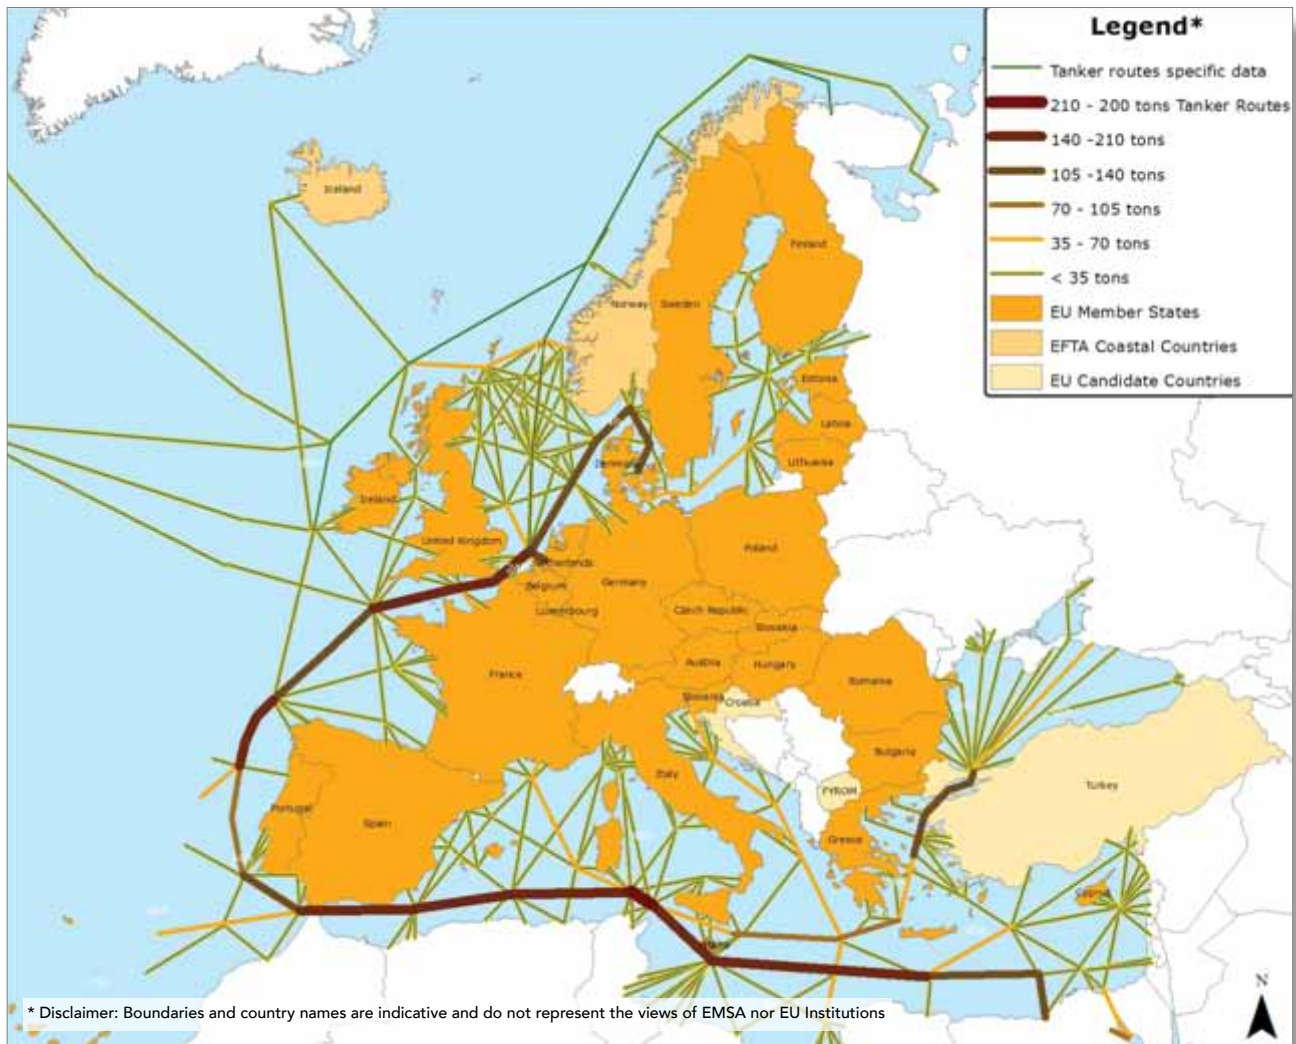 Legend*
Tanker routes specific data
210 - 200 tons Tanker Routes
140 -210 tons
105 -140 tons
70 - 105 tons
35 - 70 tons
< 35 tons
EU Member States
EFTA Coastal Countries
EU Candidate Countries
Iceland
Finland
Norway
Sweden
Estonia
Latvia
Lithuania
Denmark
Ireland
United Kingdom
Netherlands
Poland
Belgium
Germany
Luxembourg
Czech Republic
Slovakia
Austria
Hungary
France
Romania
Slovenia
Croatia
Bulgaria
Italy
Turkey
FYROM
Portugal
Spain
Greece
Cyprus
Malta
N
* Disclaimer: Boundaries and country names are indicative and do not represent the views of EMSA nor EU Institutions